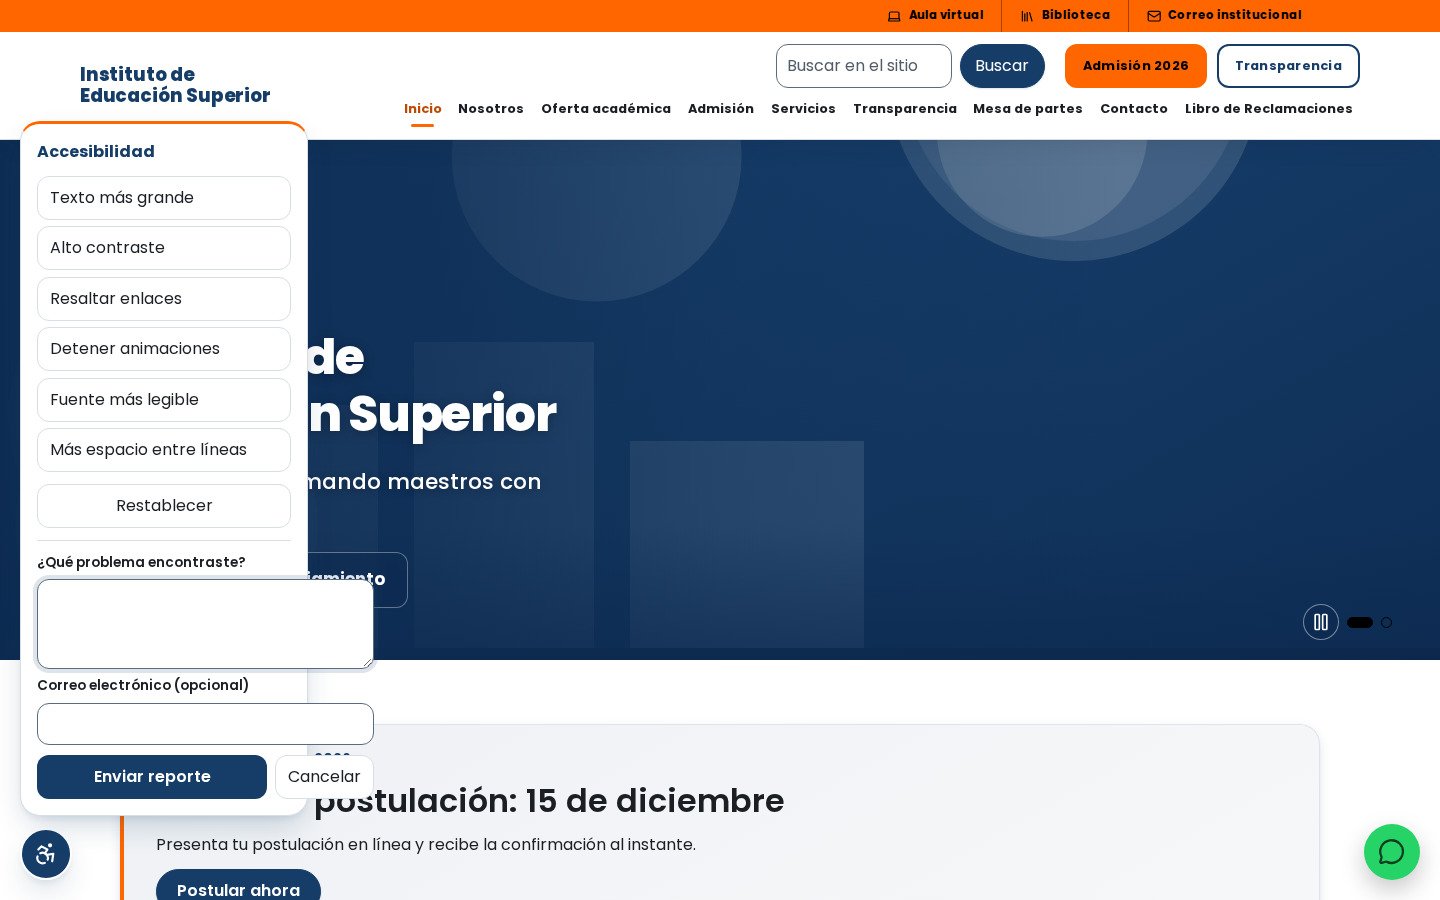 Aula virtual
Biblioteca
Correo institucional
Instituto de
Educación Superior
Buscar en el sitio
Buscar
Admisión 2026
Transparencia
Inicio
Nosotros
Oferta académica
Admisión
Servicios
Transparencia
Mesa de partes
Contacto
Libro de Reclamaciones
Accesibilidad
Texto más grande
Alto contraste
Resaltar enlaces
Detener animaciones
Fuente más legible
Más espacio entre líneas
Restablecer
¿Qué problema encontraste?
Correo electrónico (opcional)
Enviar reporte
Cancelar
de
n Superior
mando maestros con
postulación: 15 de diciembre
Presenta tu postulación en línea y recibe la confirmación al instante.
Postular ahora